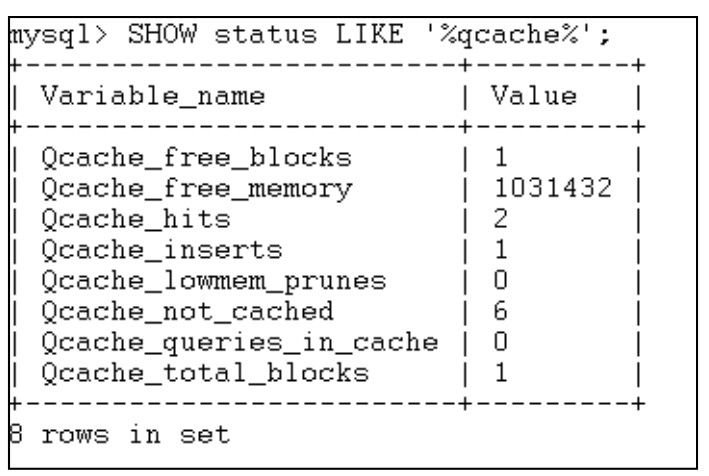 mysql> SHOW status LIKE '%qcache%';
+-------------------------+---------+
| Variable_name           | Value   |
+-------------------------+---------+
| Qcache_free_blocks      | 1       |
| Qcache_free_memory      | 1031432 |
| Qcache_hits             | 2       |
| Qcache_inserts          | 1       |
| Qcache_lowmem_prunes    | 0       |
| Qcache_not_cached       | 6       |
| Qcache_queries_in_cache | 0       |
| Qcache_total_blocks     | 1       |
+-------------------------+---------+
8 rows in set